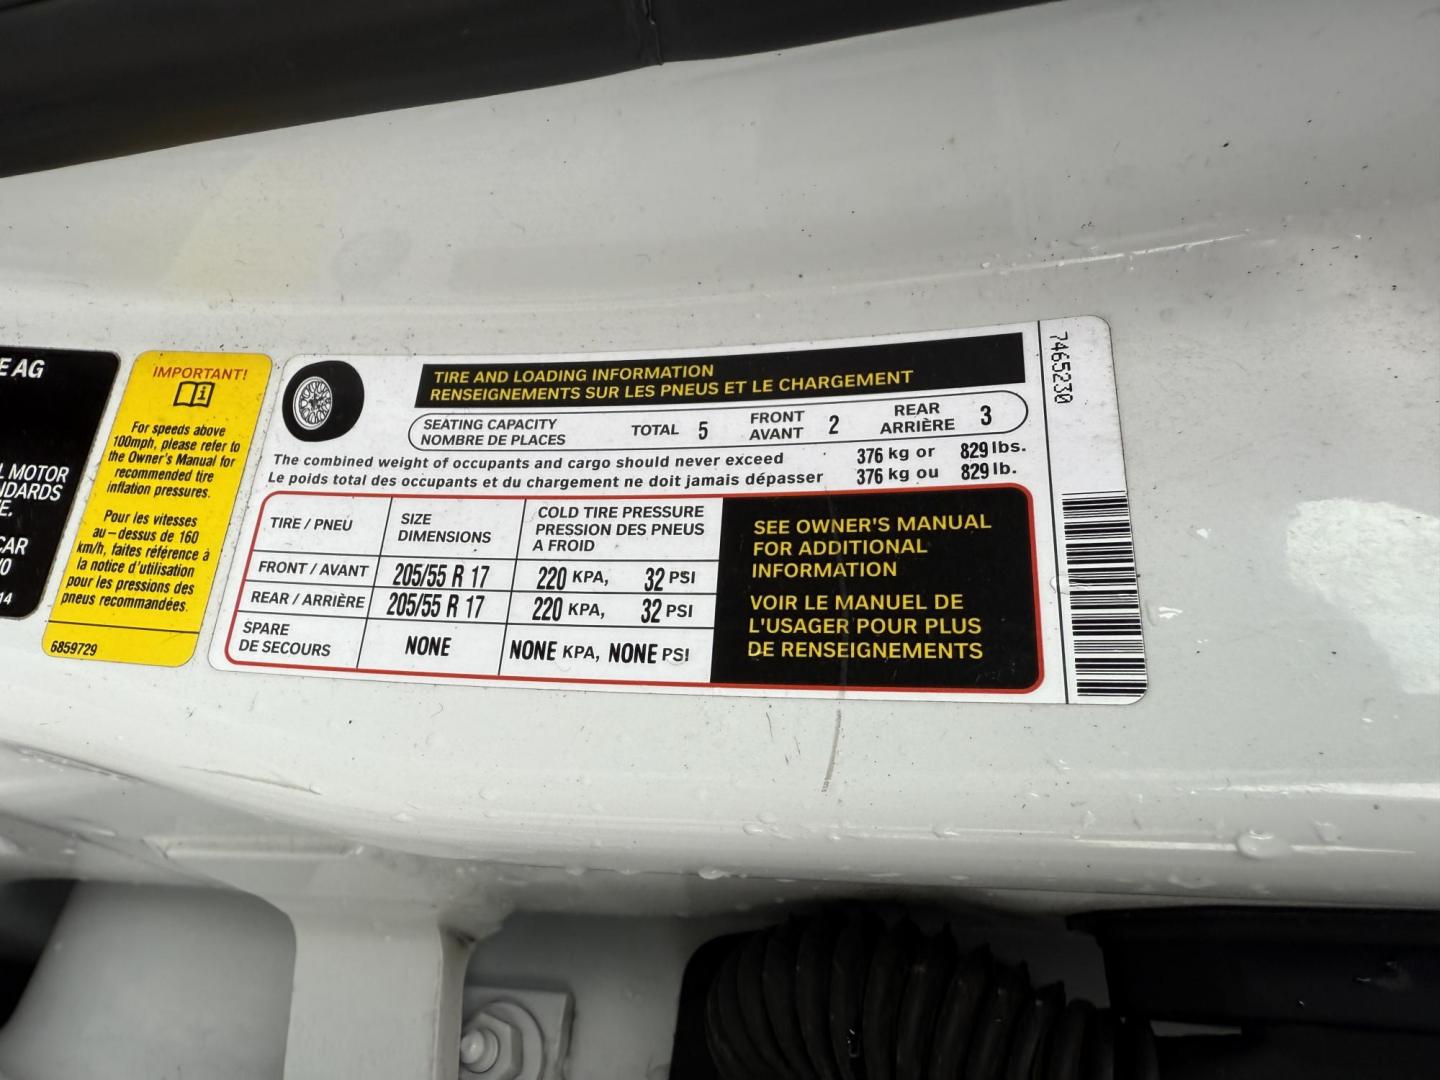 E AG
L MOTOR
NDARDS
E.
CAR
/0
14
IMPORTANT!
For speeds above
100mph, please refer to
the Owner's Manual for
recommended tire
inflation pressures.
Pour les vitesses
au-dessus de 160
km/h, faites référence à
la notice d'utilisation
pour les pressions des
pneus recommandées.
6859729
TIRE AND LOADING INFORMATION
RENSEIGNEMENTS SUR LES PNEUS ET LE CHARGEMENT
SEATING CAPACITY
NOMBRE DE PLACES
TOTAL 5
FRONT
AVANT 2
REAR
ARRIÈRE 3
The combined weight of occupants and cargo should never exceed 376 kg or 829 lbs.
Le poids total des occupants et du chargement ne doit jamais dépasser 376 kg ou 829 lb.
TIRE / PNEU
SIZE
DIMENSIONS
COLD TIRE PRESSURE
PRESSION DES PNEUS
A FROID
FRONT / AVANT 205/55 R 17 220 KPA, 32 PSI
REAR / ARRIÈRE 205/55 R 17 220 KPA, 32 PSI
SPARE
DE SECOURS
NONE NONE KPA, NONE PSI
SEE OWNER'S MANUAL
FOR ADDITIONAL
INFORMATION
VOIR LE MANUEL DE
L'USAGER POUR PLUS
DE RENSEIGNEMENTS
7465230